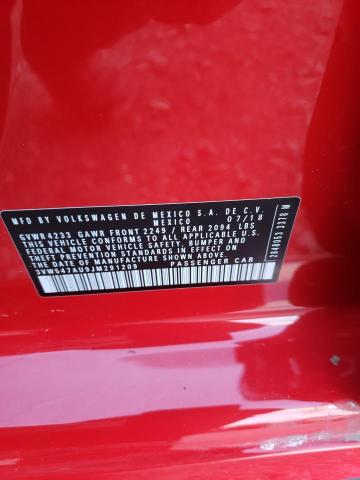 MFD BY VOLKSWAGEN DE MEXICO S.A. DE C.V.
MEXICO 07/18
GVWR 4233 GAWR FRONT 2249 / REAR 2094 LBS
THIS VEHICLE CONFORMS TO ALL APPLICABLE U.S.
FEDERAL MOTOR VEHICLE SAFETY, BUMPER AND
THEFT PREVENTION STANDARDS IN EFFECT ON
THE DATE OF MANUFACTURE SHOWN ABOVE.
3VWS47AU9JM291209 PASSENGER CAR